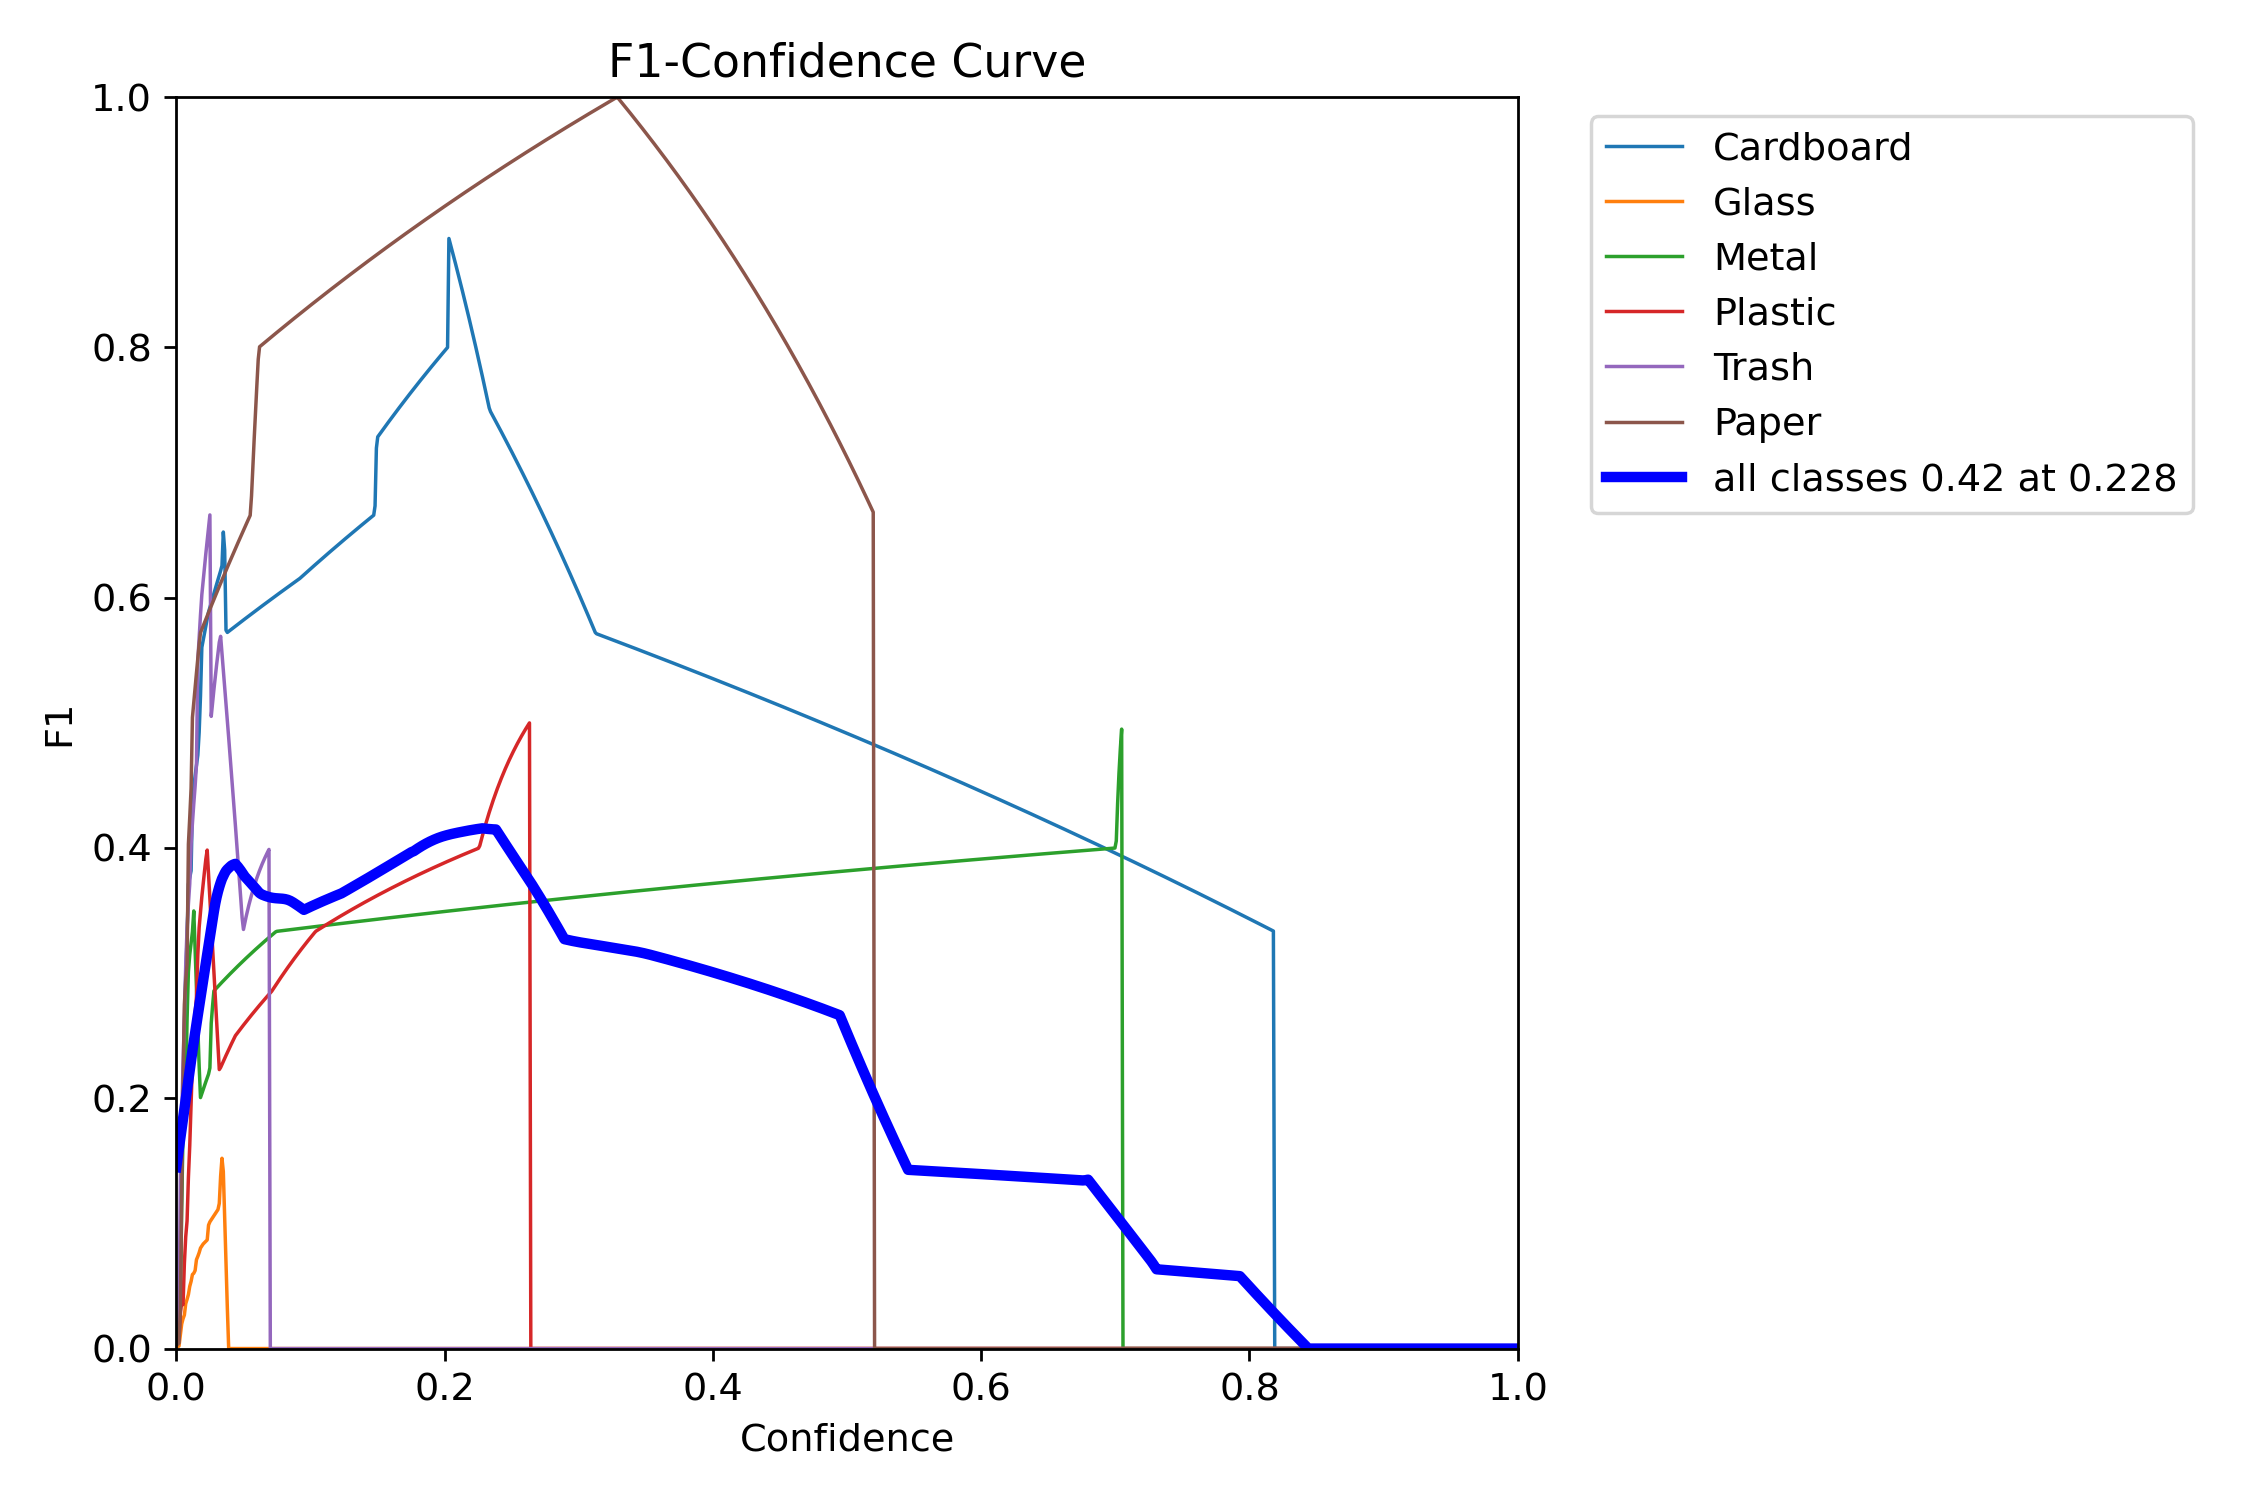 F1-Confidence Curve
1.0
0.8
0.6
0.4
0.2
0.0
F1
0.0 0.2 0.4 0.6 0.8 1.0
Confidence
Cardboard
Glass
Metal
Plastic
Trash
Paper
all classes 0.42 at 0.228